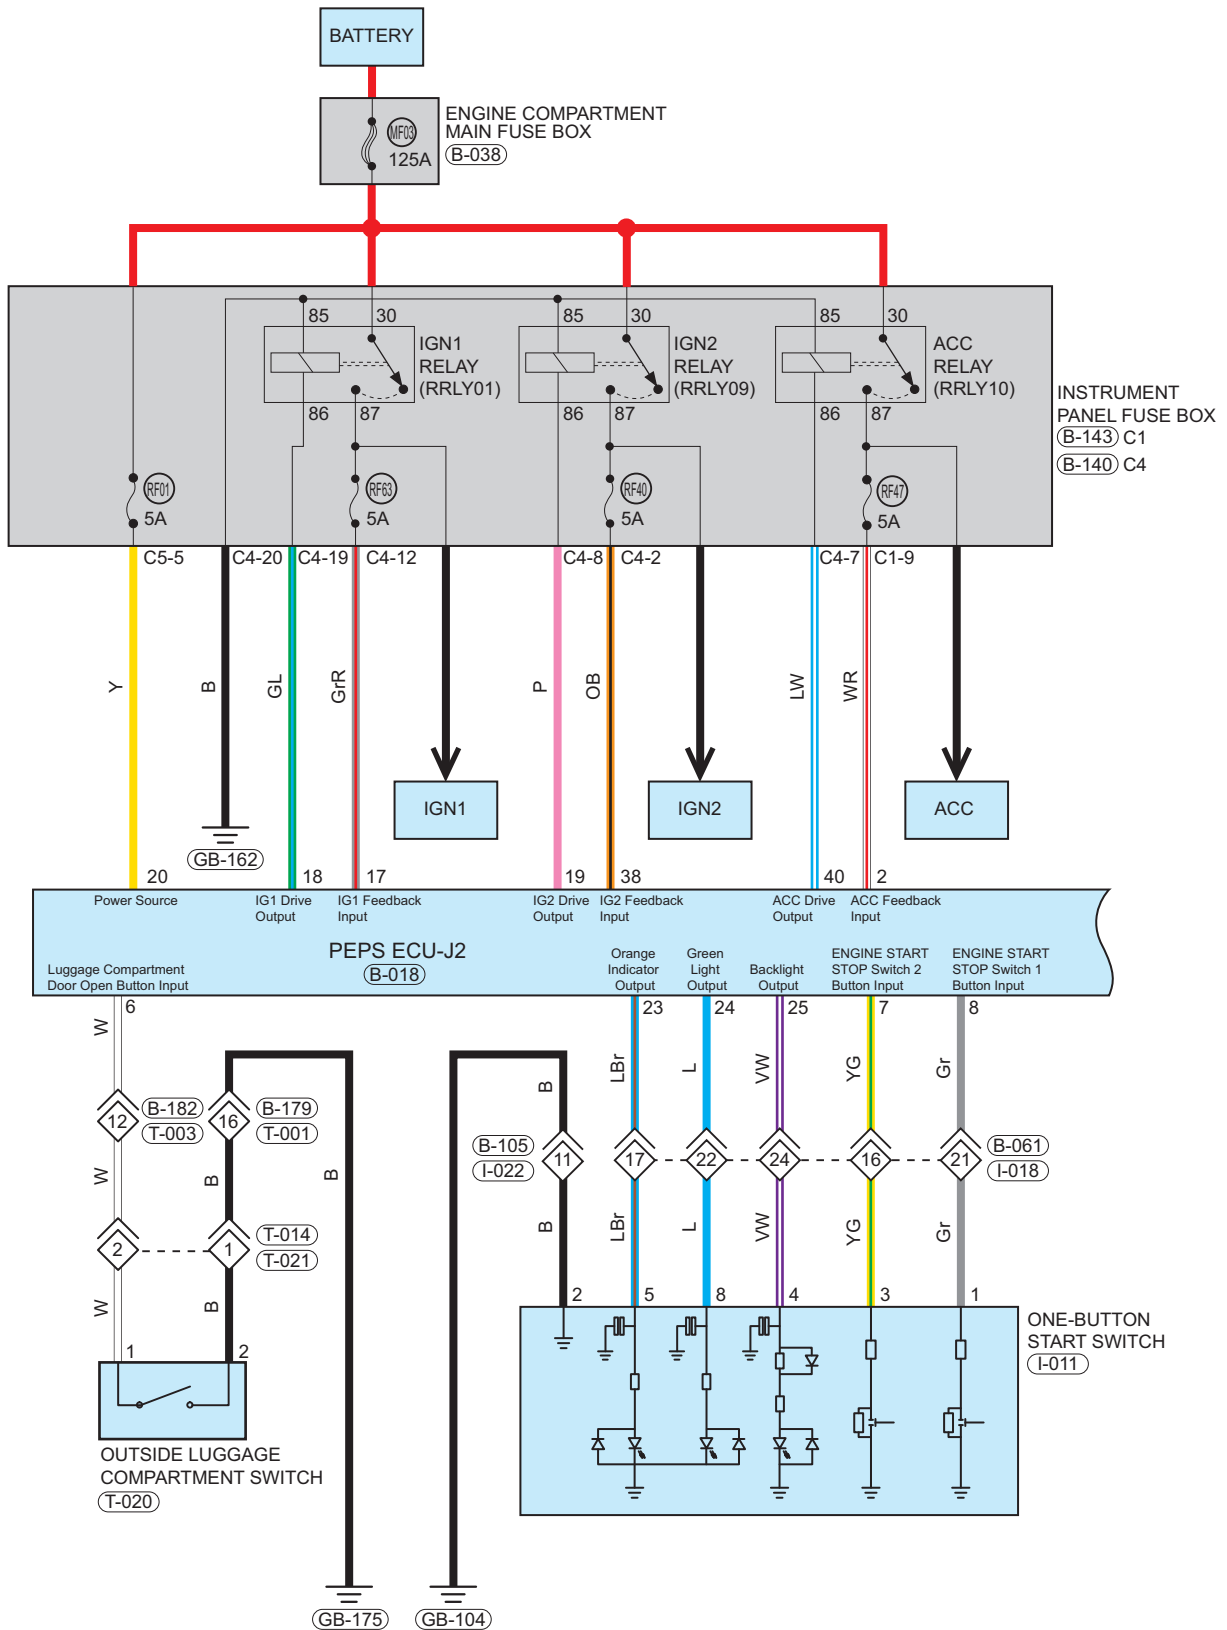 BATTERY
MF03
125A
ENGINE COMPARTMENT
MAIN FUSE BOX
B-038
85 30 85 30 85 30
IGN1
RELAY
(RRLY01)
IGN2
RELAY
(RRLY09)
ACC
RELAY
(RRLY10)
86 87 86 87 86 87
INSTRUMENT
PANEL FUSE BOX
B-143 C1
B-140 C4
RF01
5A
RF63
5A
RF40
5A
RF47
5A
C5-5 C4-20 C4-19 C4-12 C4-8 C4-2 C4-7 C1-9
Y B GL GrR P OB LW WR
IGN1 IGN2 ACC
GB-162
20 18 17 19 38 40 2
Power Source
IG1 Drive
Output
IG1 Feedback
Input
IG2 Drive
Output
IG2 Feedback
Input
ACC Drive
Output
ACC Feedback
Input
PEPS ECU-J2
B-018
Luggage Compartment
Door Open Button Input
Orange
Indicator
Output
Green
Light
Output
Backlight
Output
ENGINE START
STOP Switch 2
Button Input
ENGINE START
STOP Switch 1
Button Input
6 23 24 25 7 8
W B LBr L VW YG Gr
12 B-182
T-003
16 B-179
T-001
B-105
I-022
11 17 22 24 16 21
B-061
I-018
W B B
B LBr L VW YG Gr
2 1
T-014
T-021
W B
1 2
2 5 8 4 3 1
ONE-BUTTON
START SWITCH
I-011
OUTSIDE LUGGAGE
COMPARTMENT SWITCH
T-020
GB-175 GB-104